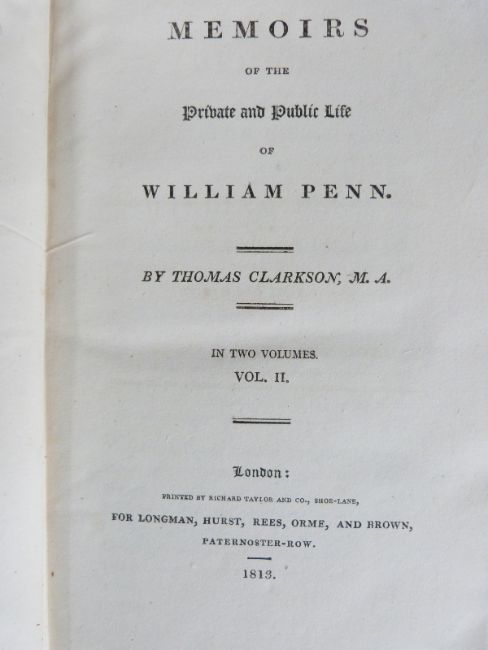 MEMOIRS
OF THE
Private and Public Life
OF
WILLIAM PENN.
BY THOMAS CLARKSON, M. A.
IN TWO VOLUMES.
VOL. II.
London:
PRINTED BY RICHARD TAYLOR AND CO., SHOE-LANE,
FOR LONGMAN, HURST, REES, ORME, AND BROWN,
PATERNOSTER-ROW.
1813.